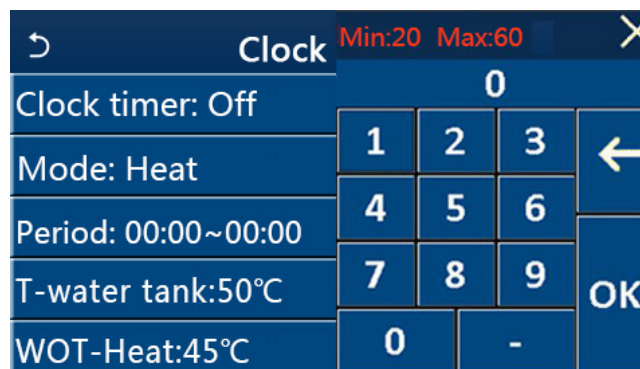 Clock
Clock timer: Off
Mode: Heat
Period: 00:00~00:00
T-water tank:50℃
WOT-Heat:45℃
Min:20 Max:60
0
1 2 3
4 5 6
7 8 9
OK
0 -